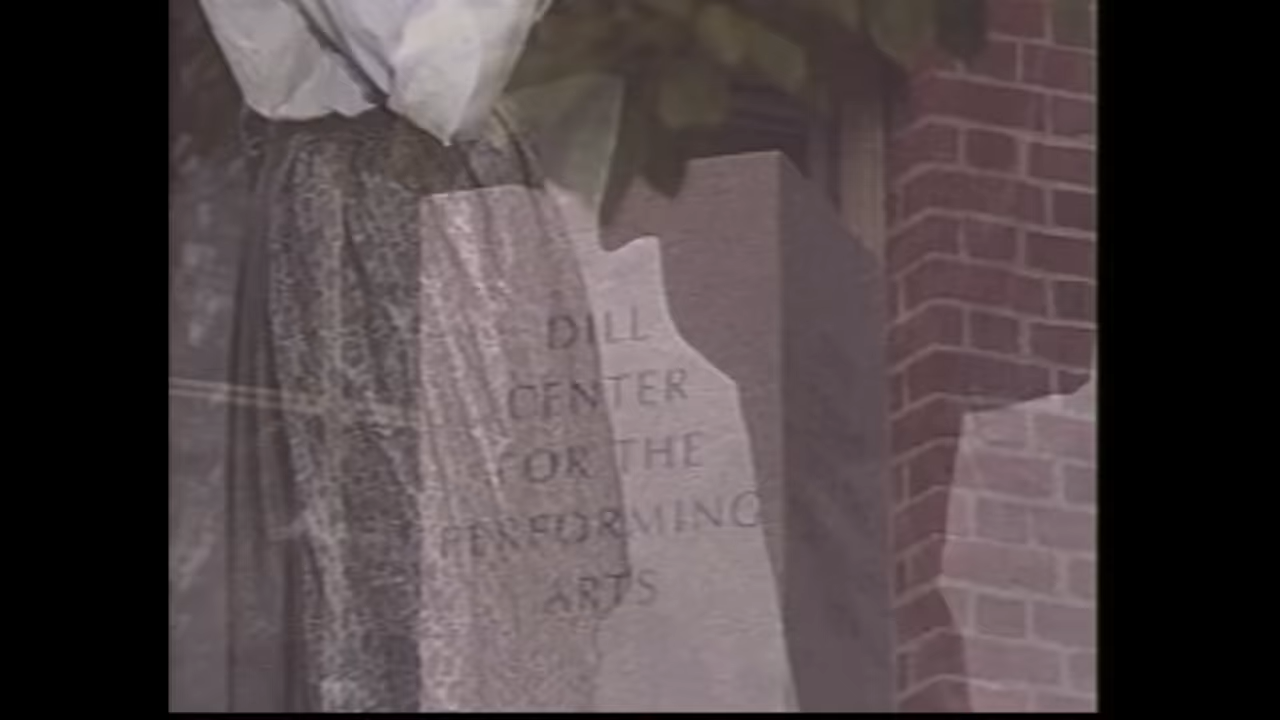 DILL
CENTER
FOR THE
PERFORMING
ARTS